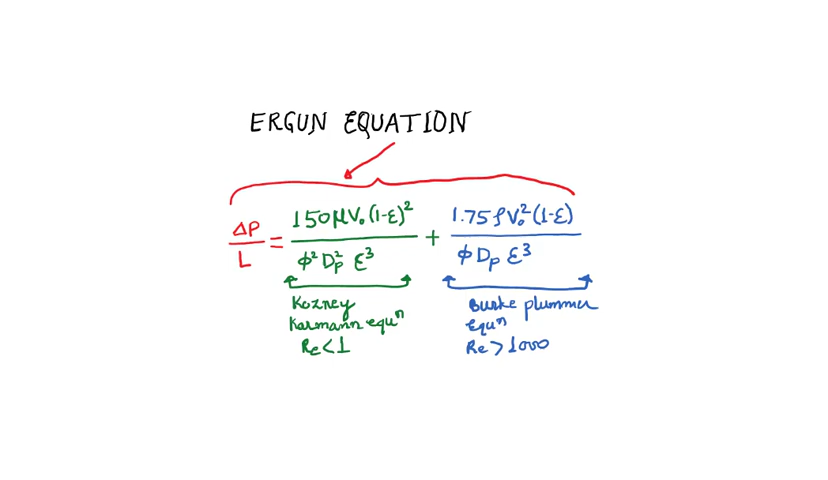 ERGUN EQUATION
ΔP/L = 150μV₀(1-ε)²/ϕ²Dp²ε³ + 1.75ρV₀²(1-ε)/ϕDpε³
Kozney
Karmann equⁿ
Re<1
Burke plummer
Equⁿ
Re>1000